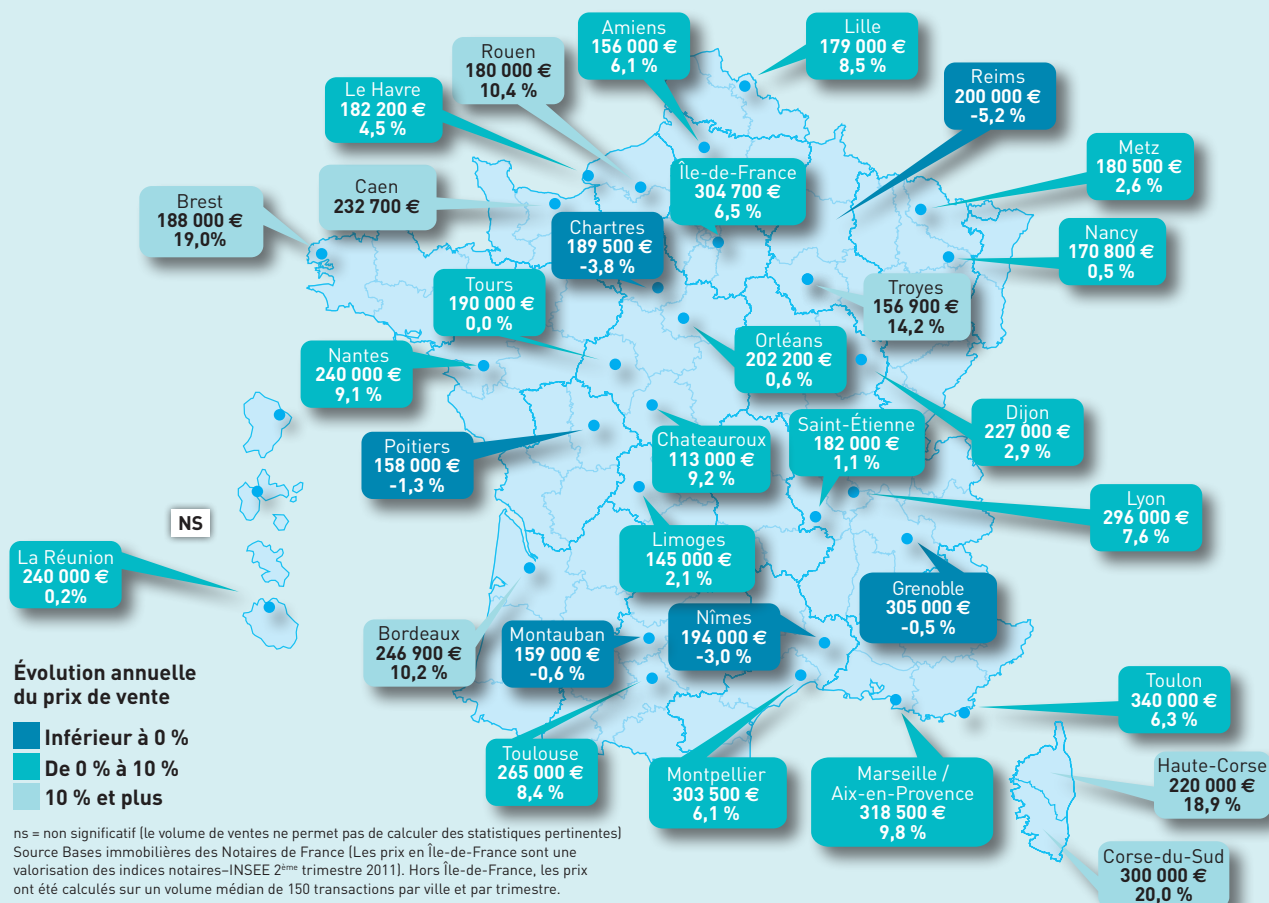 Amiens
156 000 €
6,1 %
Lille
179 000 €
8,5 %
Rouen
180 000 €
10,4 %
Reims
200 000 €
-5,2 %
Le Havre
182 200 €
4,5 %
Metz
180 500 €
2,6 %
Île-de-France
304 700 €
6,5 %
Caen
232 700 €
Brest
188 000 €
19,0%
Chartres
189 500 €
-3,8 %
Nancy
170 800 €
0,5 %
Tours
190 000 €
0,0 %
Troyes
156 900 €
14,2 %
Orléans
202 200 €
0,6 %
Nantes
240 000 €
9,1 %
Dijon
227 000 €
2,9 %
Saint-Étienne
182 000 €
1,1 %
Chateauroux
113 000 €
9,2 %
Poitiers
158 000 €
-1,3 %
Lyon
296 000 €
7,6 %
NS
Limoges
145 000 €
2,1 %
La Réunion
240 000 €
0,2%
Grenoble
305 000 €
-0,5 %
Nîmes
194 000 €
-3,0 %
Bordeaux
246 900 €
10,2 %
Montauban
159 000 €
-0,6 %
Toulon
340 000 €
6,3 %
Toulouse
265 000 €
8,4 %
Montpellier
303 500 €
6,1 %
Marseille /
Aix-en-Provence
318 500 €
9,8 %
Haute-Corse
220 000 €
18,9 %
Corse-du-Sud
300 000 €
20,0 %
Évolution annuelle
du prix de vente
Inférieur à 0 %
De 0 % à 10 %
10 % et plus
ns = non significatif (le volume de ventes ne permet pas de calculer des statistiques pertinentes)
Source Bases immobilières des Notaires de France (Les prix en Île-de-France sont une
valorisation des indices notaires–INSEE 2ème trimestre 2011). Hors Île-de-France, les prix
ont été calculés sur un volume médian de 150 transactions par ville et par trimestre.